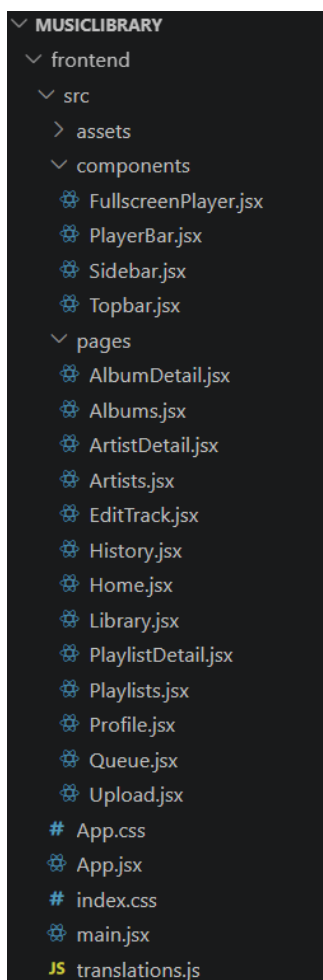 MUSICLIBRARY
frontend
src
assets
components
FullscreenPlayer.jsx
PlayerBar.jsx
Sidebar.jsx
Topbar.jsx
pages
AlbumDetail.jsx
Albums.jsx
ArtistDetail.jsx
Artists.jsx
EditTrack.jsx
History.jsx
Home.jsx
Library.jsx
PlaylistDetail.jsx
Playlists.jsx
Profile.jsx
Queue.jsx
Upload.jsx
# App.css
App.jsx
# index.css
main.jsx
JS translations.js